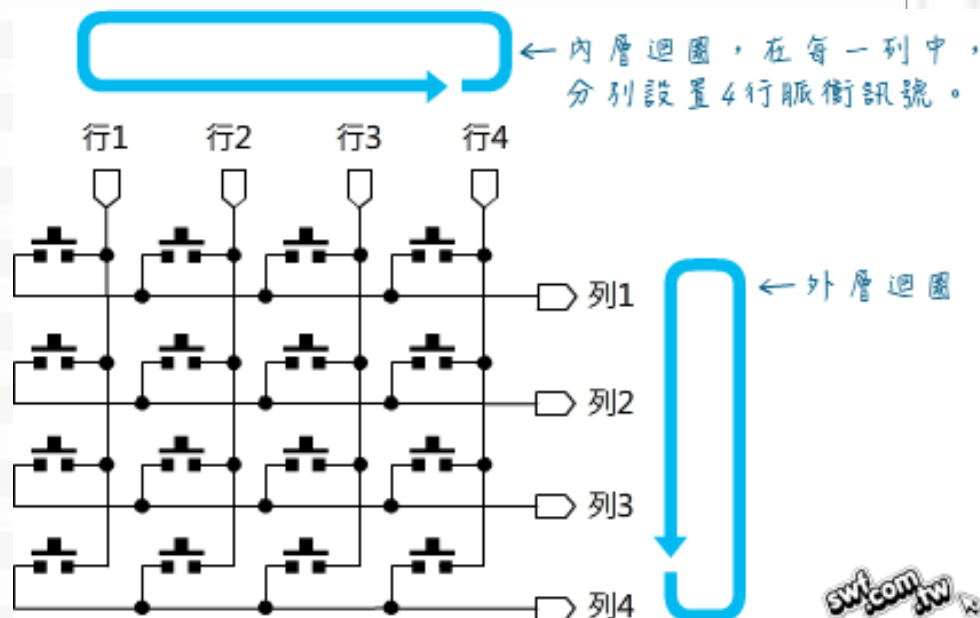 ←內層迴圈，在每一列中，
分別設置4行脈衝訊號。
行1 行2 行3 行4
列1
←外層迴圈
列2
列3
列4
swf.com.tw